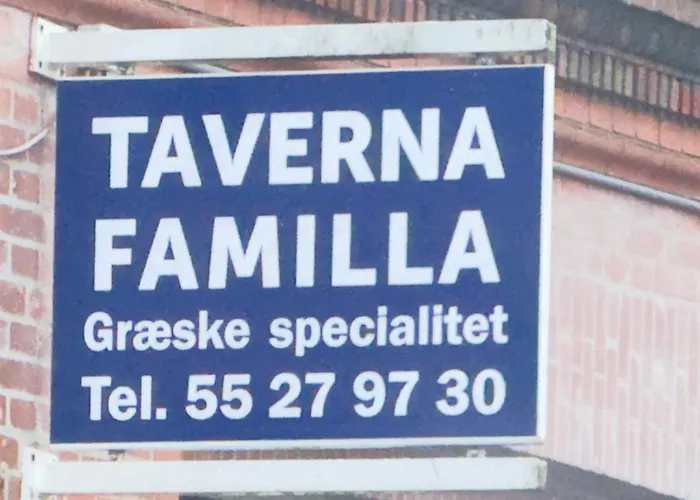 TAVERNA
FAMILLA
Græske specialitet
Tel. 55 27 97 30